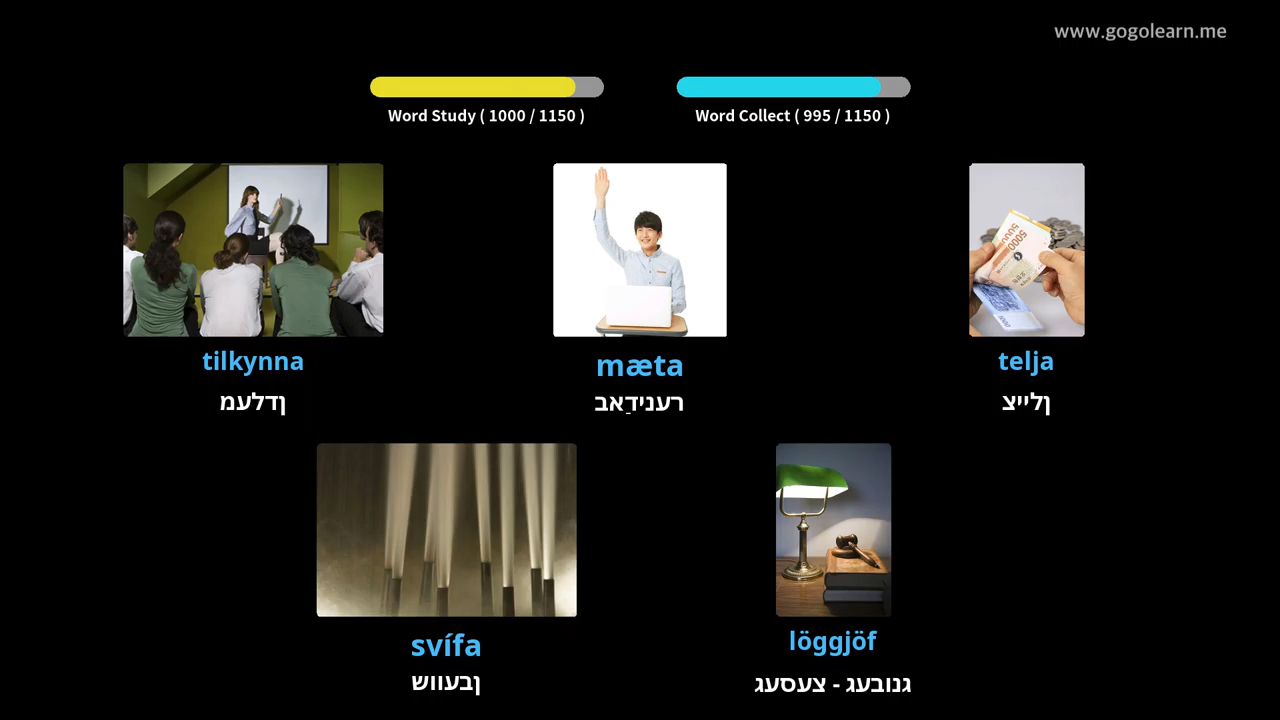 www.gogolearn.me
Word Study ( 1000 / 1150 )
Word Collect ( 995 / 1150 )
tilkynna
מעלדן
mæta
באַדינער
telja
ציילן
svífa
שוועבן
löggjöf
געסעצ - געבונג